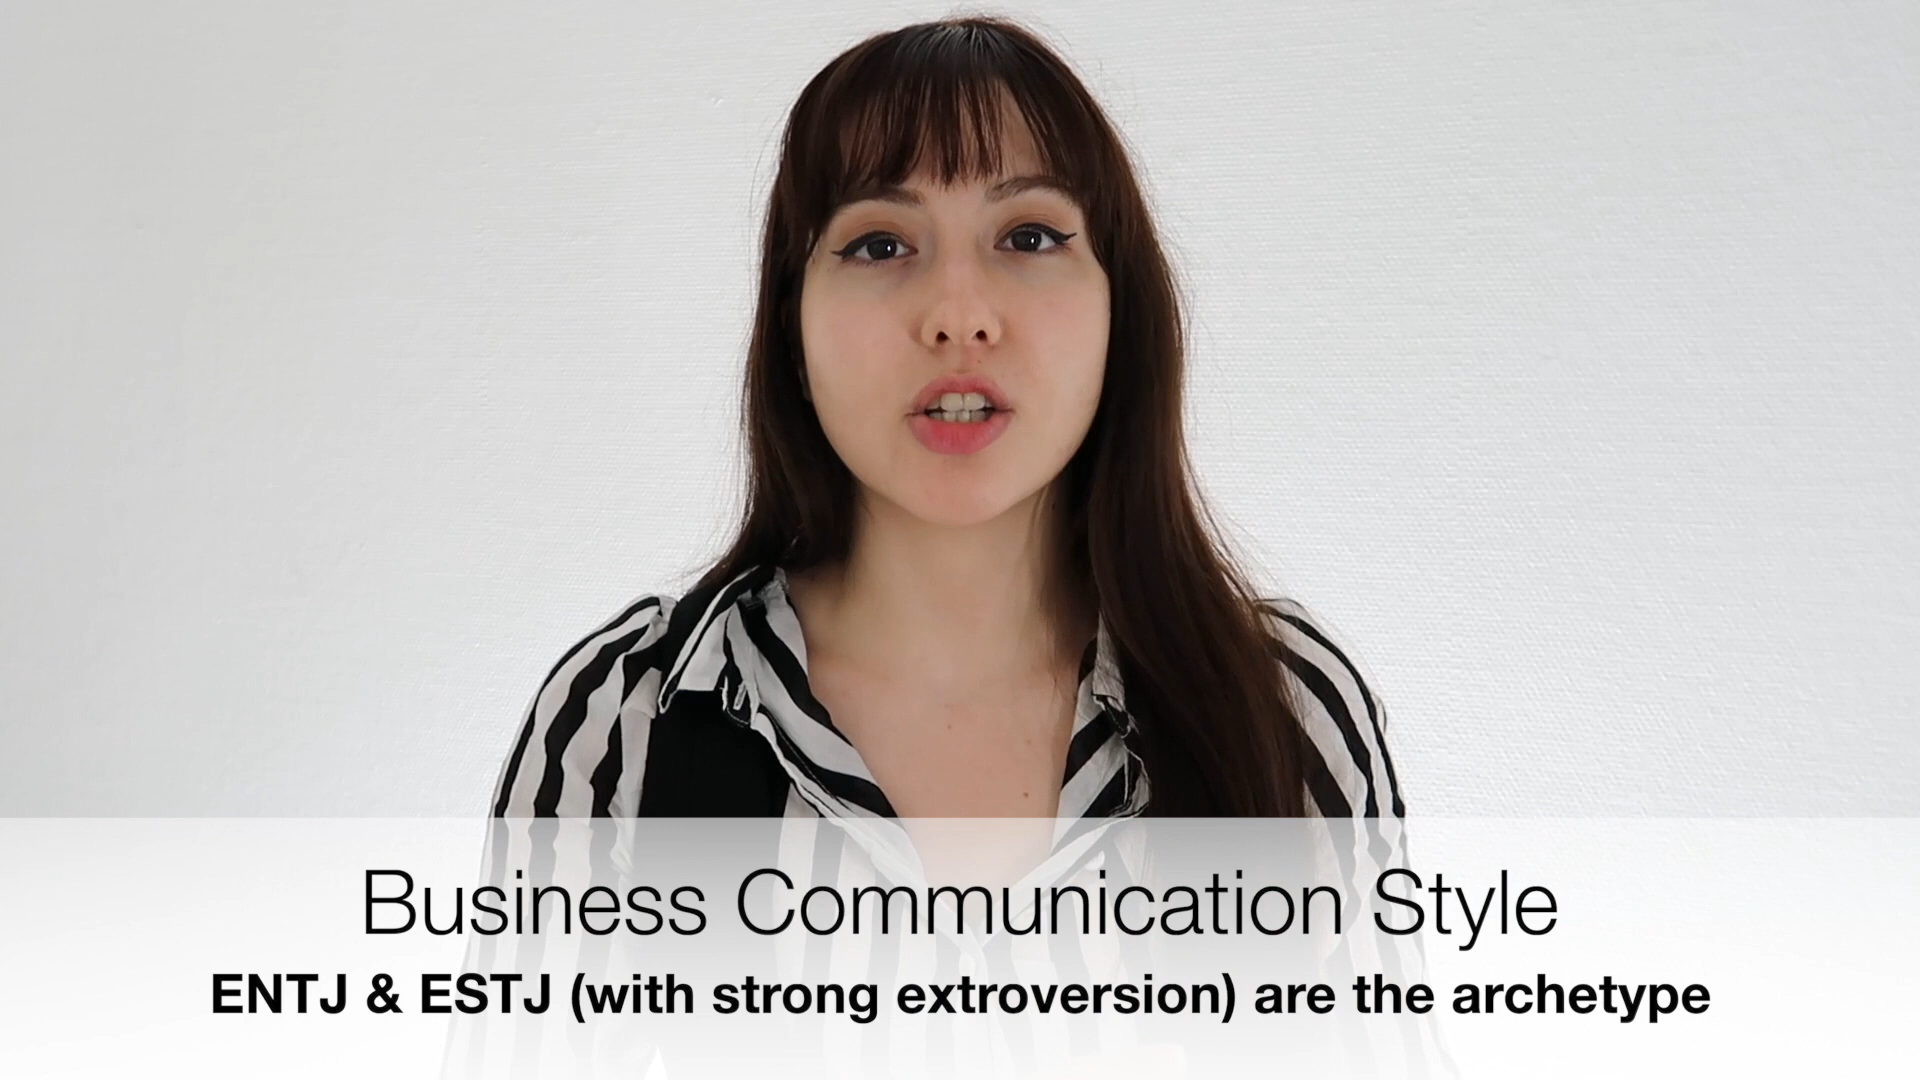 Business Communication Style
ENTJ & ESTJ (with strong extroversion) are the archetype